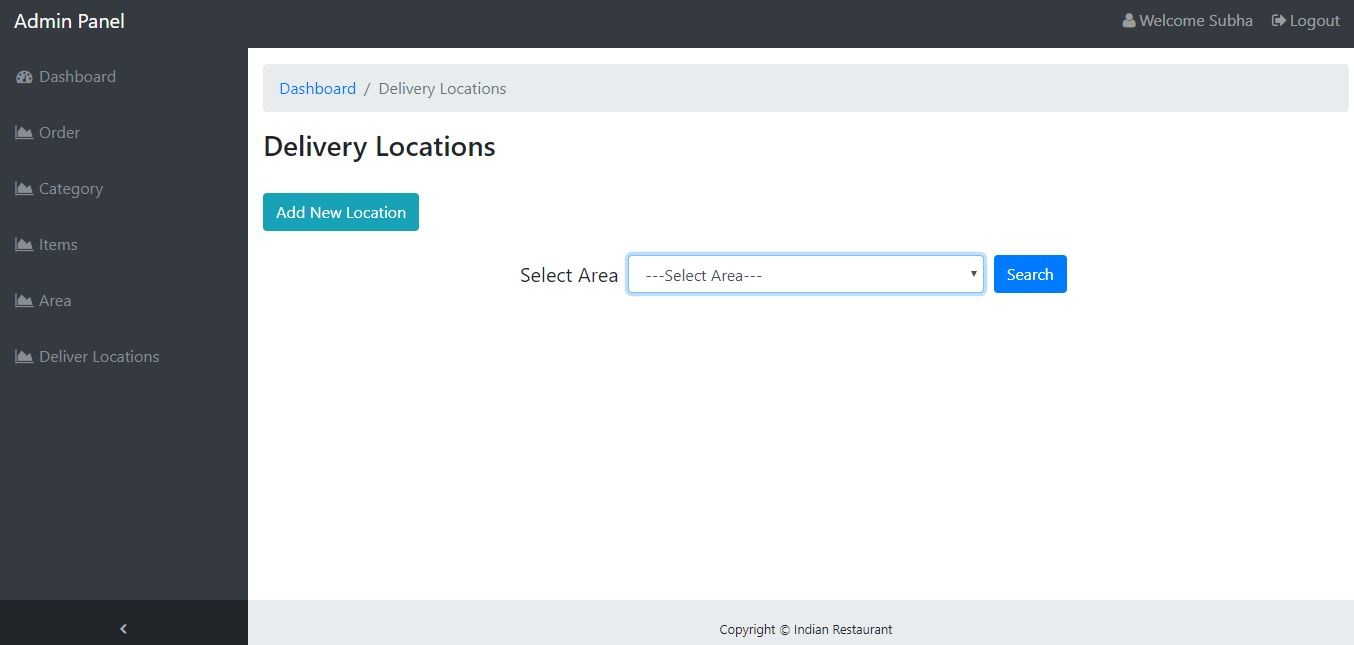 Admin Panel
Welcome Subha
Logout
Dashboard
Order
Category
Items
Area
Deliver Locations
Dashboard / Delivery Locations
Delivery Locations
Add New Location
Select Area
---Select Area---
Search
Copyright © Indian Restaurant